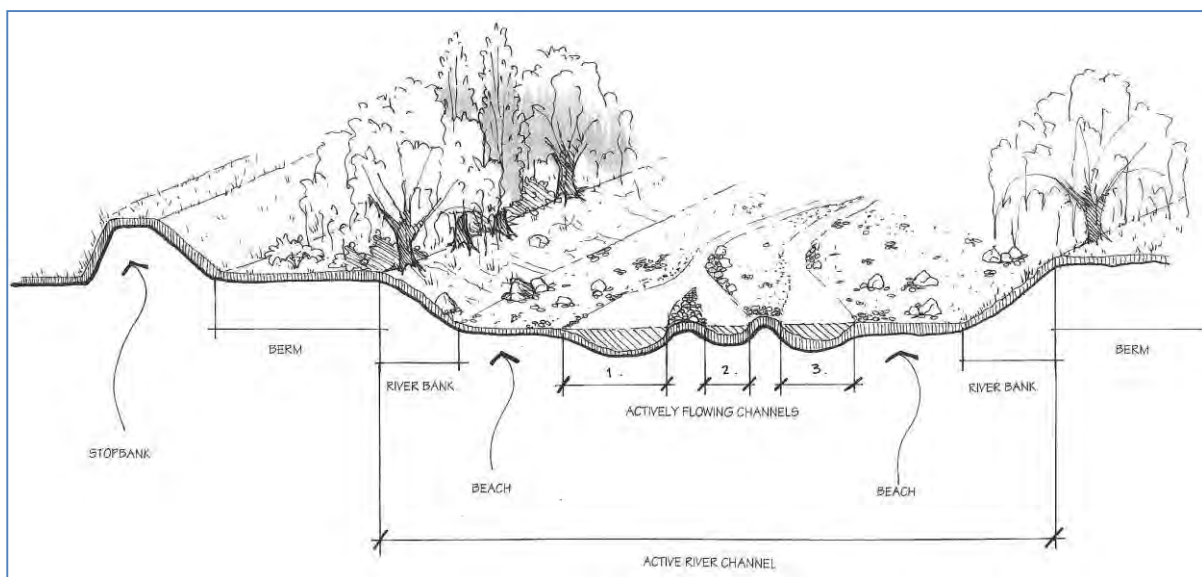 BERM
RIVER BANK
1.
2.
3.
RIVER BANK
BERM
ACTIVELY FLOWING CHANNELS
STOPBANK
BEACH
BEACH
ACTIVE RIVER CHANNEL